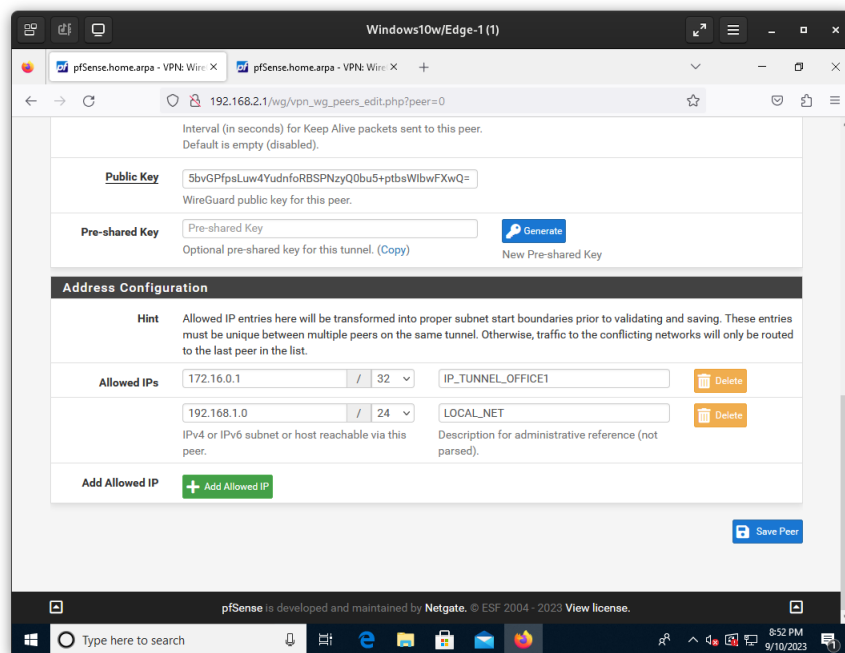 Windows10w/Edge-1 (1)
pfSense.home.arpa - VPN: Wire
pfSense.home.arpa - VPN: Wire
192.168.2.1/wg/vpn_wg_peers_edit.php?peer=0
Interval (in seconds) for Keep Alive packets sent to this peer.
Default is empty (disabled).
Public Key
5bvGPfpsLuw4YudnfoRBSPNzyQ0bu5+ptbsWIbwFXwQ=
WireGuard public key for this peer.
Pre-shared Key
Pre-shared Key
Generate
Optional pre-shared key for this tunnel. (Copy)
New Pre-shared Key
Address Configuration
Hint
Allowed IP entries here will be transformed into proper subnet start boundaries prior to validating and saving. These entries
must be unique between multiple peers on the same tunnel. Otherwise, traffic to the conflicting networks will only be routed
to the last peer in the list.
Allowed IPs
172.16.0.1 / 32 IP_TUNNEL_OFFICE1 Delete
192.168.1.0 / 24 LOCAL_NET Delete
IPv4 or IPv6 subnet or host reachable via this
peer.
Description for administrative reference (not
parsed).
Add Allowed IP
Add Allowed IP
Save Peer
pfSense is developed and maintained by Netgate. © ESF 2004 - 2023 View license.
Type here to search
8:52 PM
9/10/2023
1